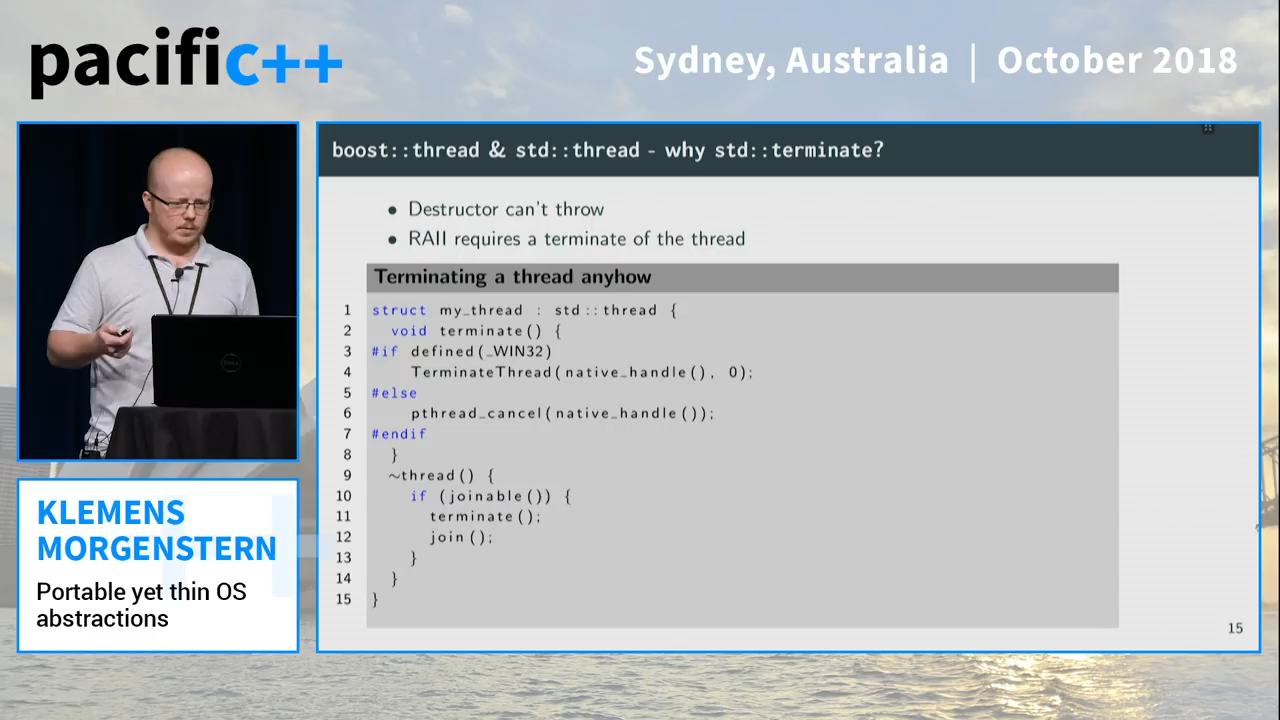 pacific++
Sydney, Australia | October 2018
boost::thread & std::thread - why std::terminate?
• Destructor can't throw
• RAII requires a terminate of the thread
Terminating a thread anyhow
1 struct my_thread : std::thread {
2 void terminate() {
3 #if defined(_WIN32)
4 TerminateThread(native_handle(), 0);
5 #else
6 pthread_cancel(native_handle());
7 #endif
8 }
9 ~thread() {
10 if (joinable()) {
11 terminate();
12 join();
13 }
14 }
15 }
15
KLEMENS
MORGENSTERN
Portable yet thin OS
abstractions